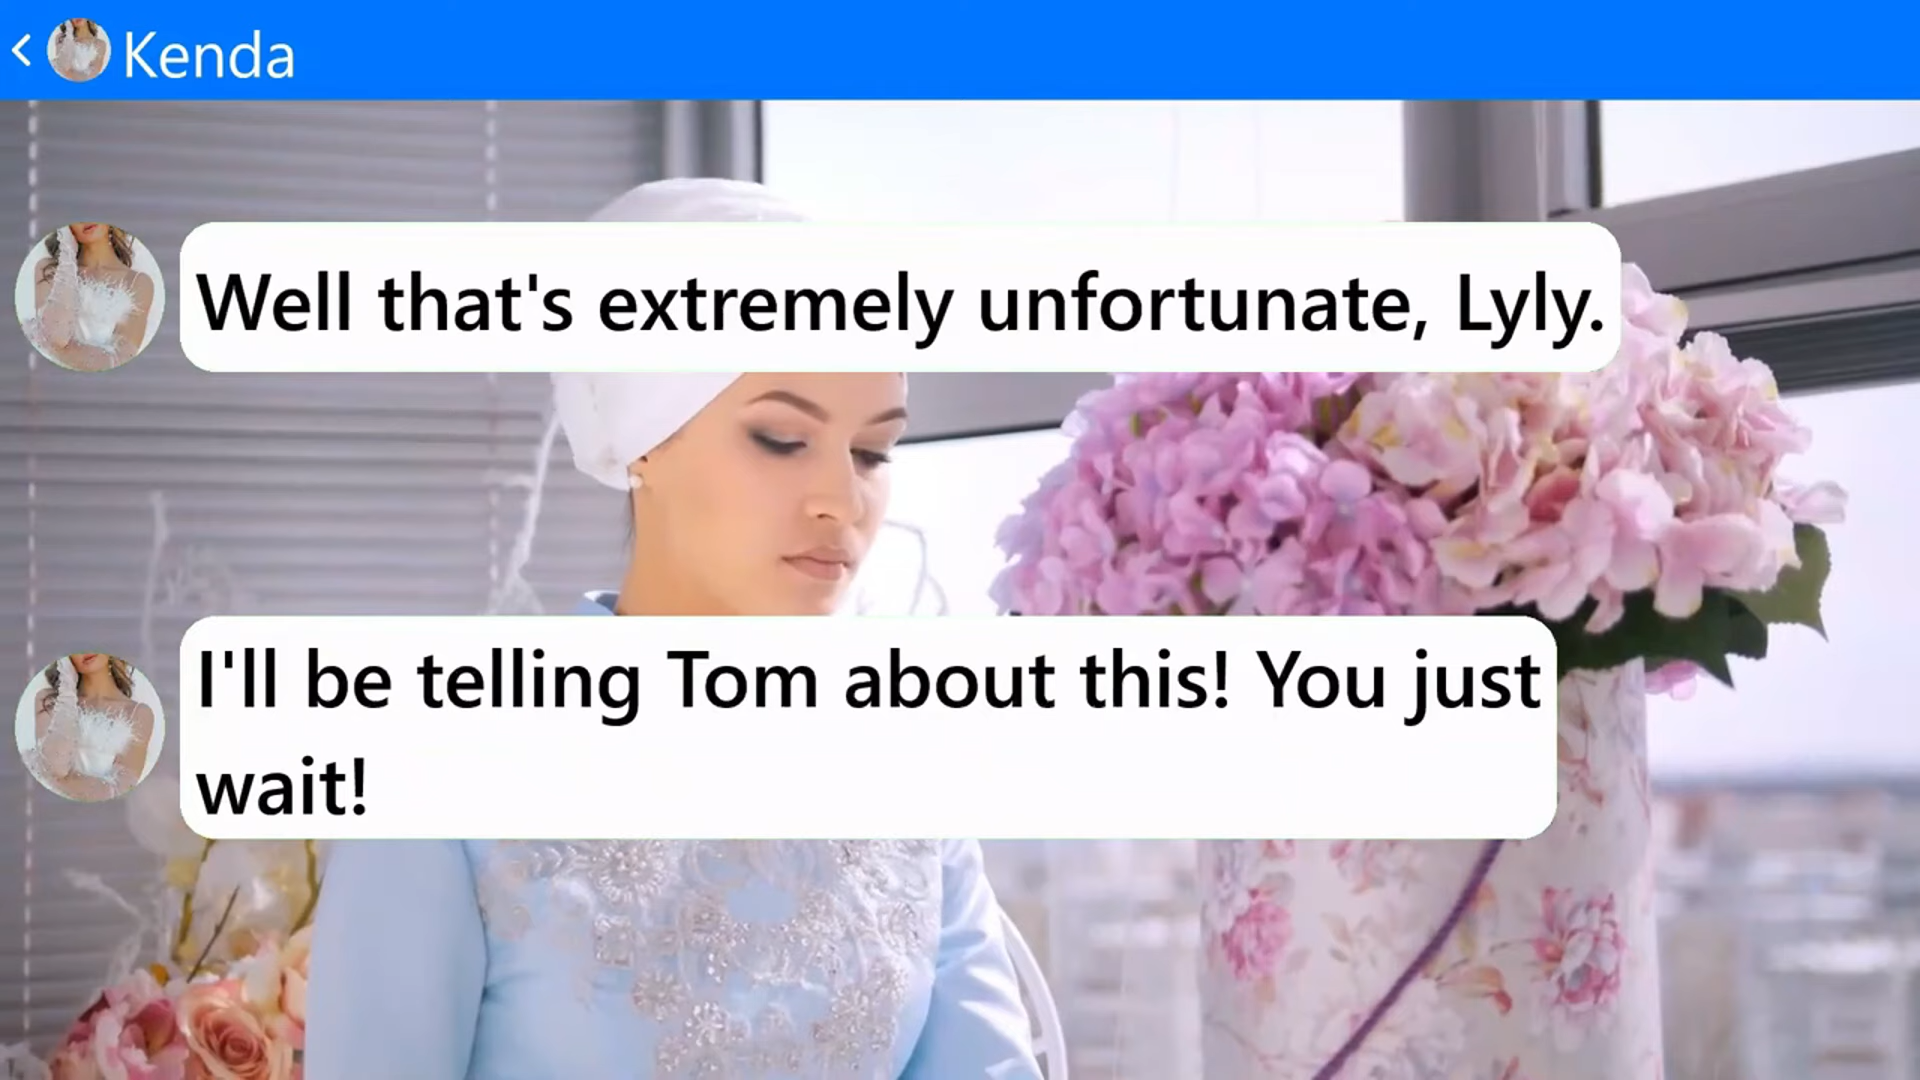 Kenda
Well that's extremely unfortunate, Lyly.
I'll be telling Tom about this! You just
wait!